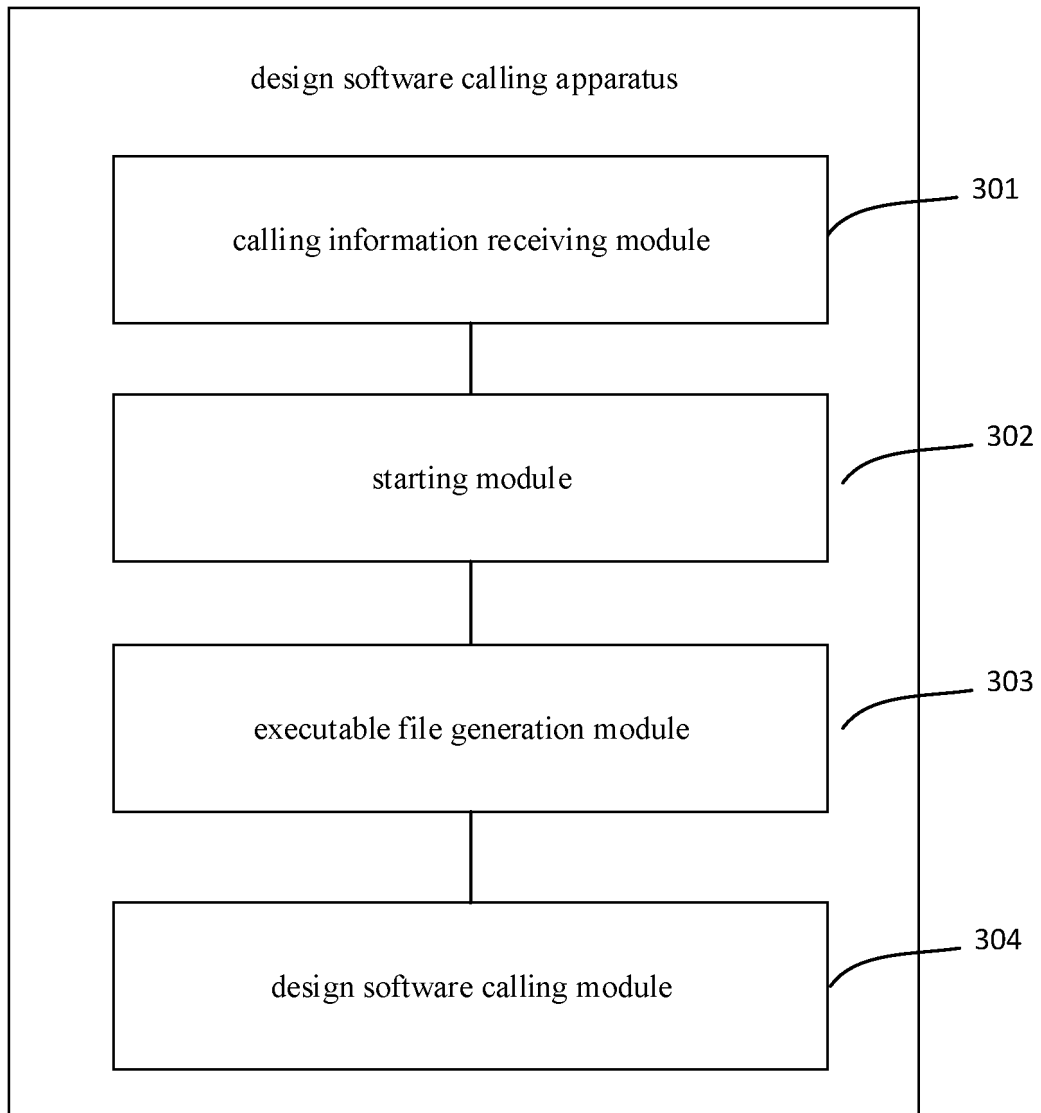 design software calling apparatus
calling information receiving module
301
starting module
302
executable file generation module
303
design software calling module
304